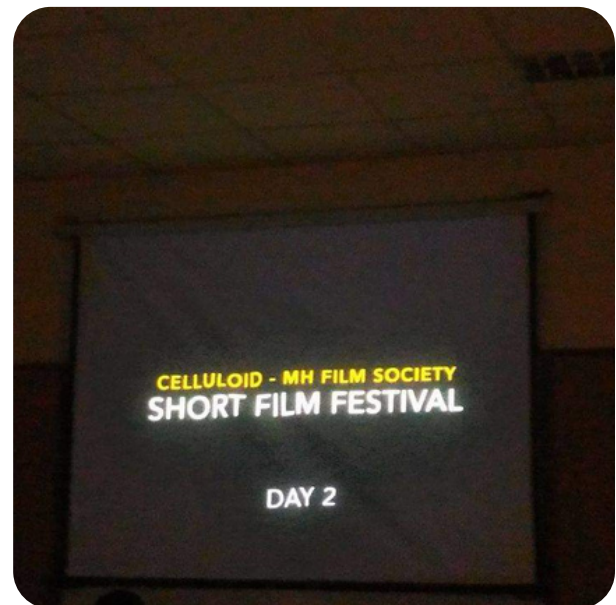 CELLULOID - MH FILM SOCIETY
SHORT FILM FESTIVAL
DAY 2